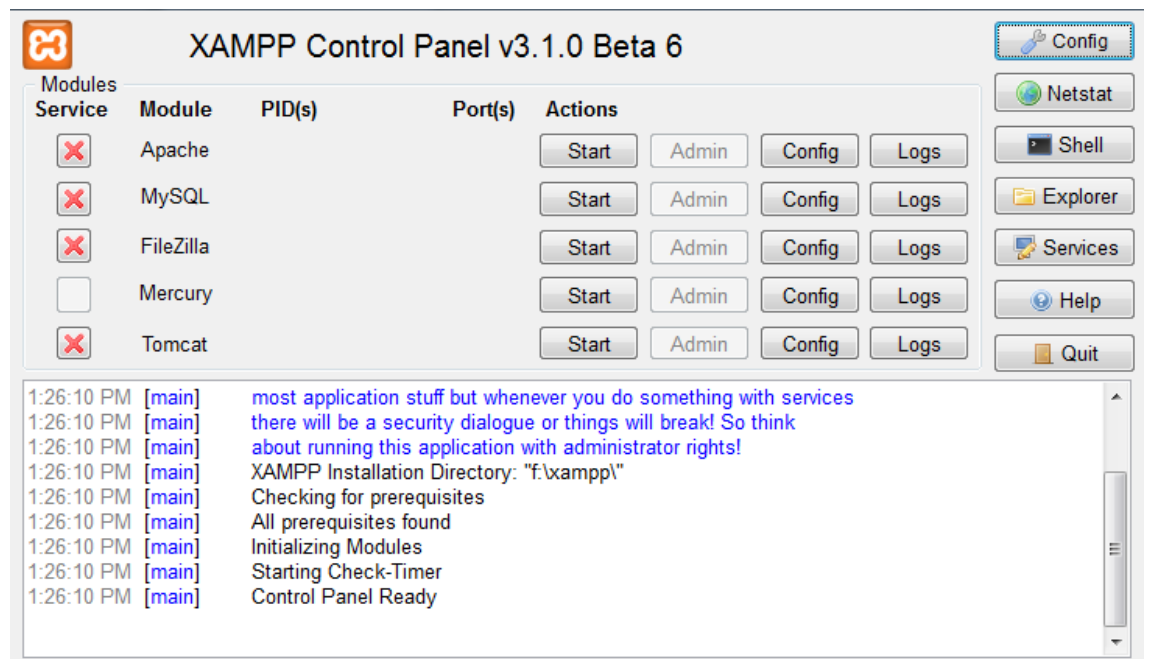 XAMPP Control Panel v3.1.0 Beta 6
Config
Modules
Netstat
Service Module PID(s) Port(s) Actions
Apache Start Admin Config Logs
Shell
MySQL Start Admin Config Logs
Explorer
FileZilla Start Admin Config Logs
Services
Mercury Start Admin Config Logs
Help
Tomcat Start Admin Config Logs
Quit
1:26:10 PM [main] most application stuff but whenever you do something with services
1:26:10 PM [main] there will be a security dialogue or things will break! So think
1:26:10 PM [main] about running this application with administrator rights!
1:26:10 PM [main] XAMPP Installation Directory: "f:\xampp\"
1:26:10 PM [main] Checking for prerequisites
1:26:10 PM [main] All prerequisites found
1:26:10 PM [main] Initializing Modules
1:26:10 PM [main] Starting Check-Timer
1:26:10 PM [main] Control Panel Ready